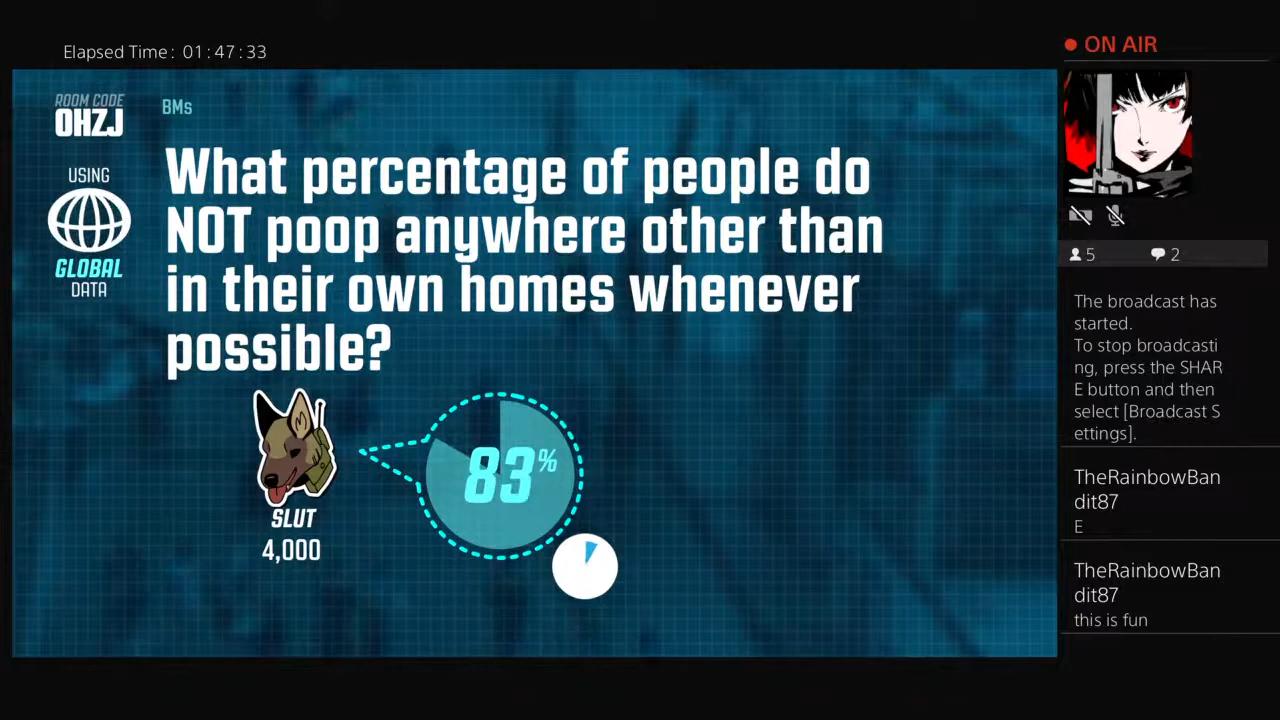 Elapsed Time: 01:47:33
ON AIR
ROOM CODE
OHZJ
BMs
USING
GLOBAL
DATA
What percentage of people do
NOT poop anywhere other than
in their own homes whenever
possible?
83%
SLUT
4,000
5
2
The broadcast has
started.
To stop broadcasti
ng, press the SHAR
E button and then
select [Broadcast S
ettings].
TheRainbowBan
dit87
E
TheRainbowBan
dit87
this is fun